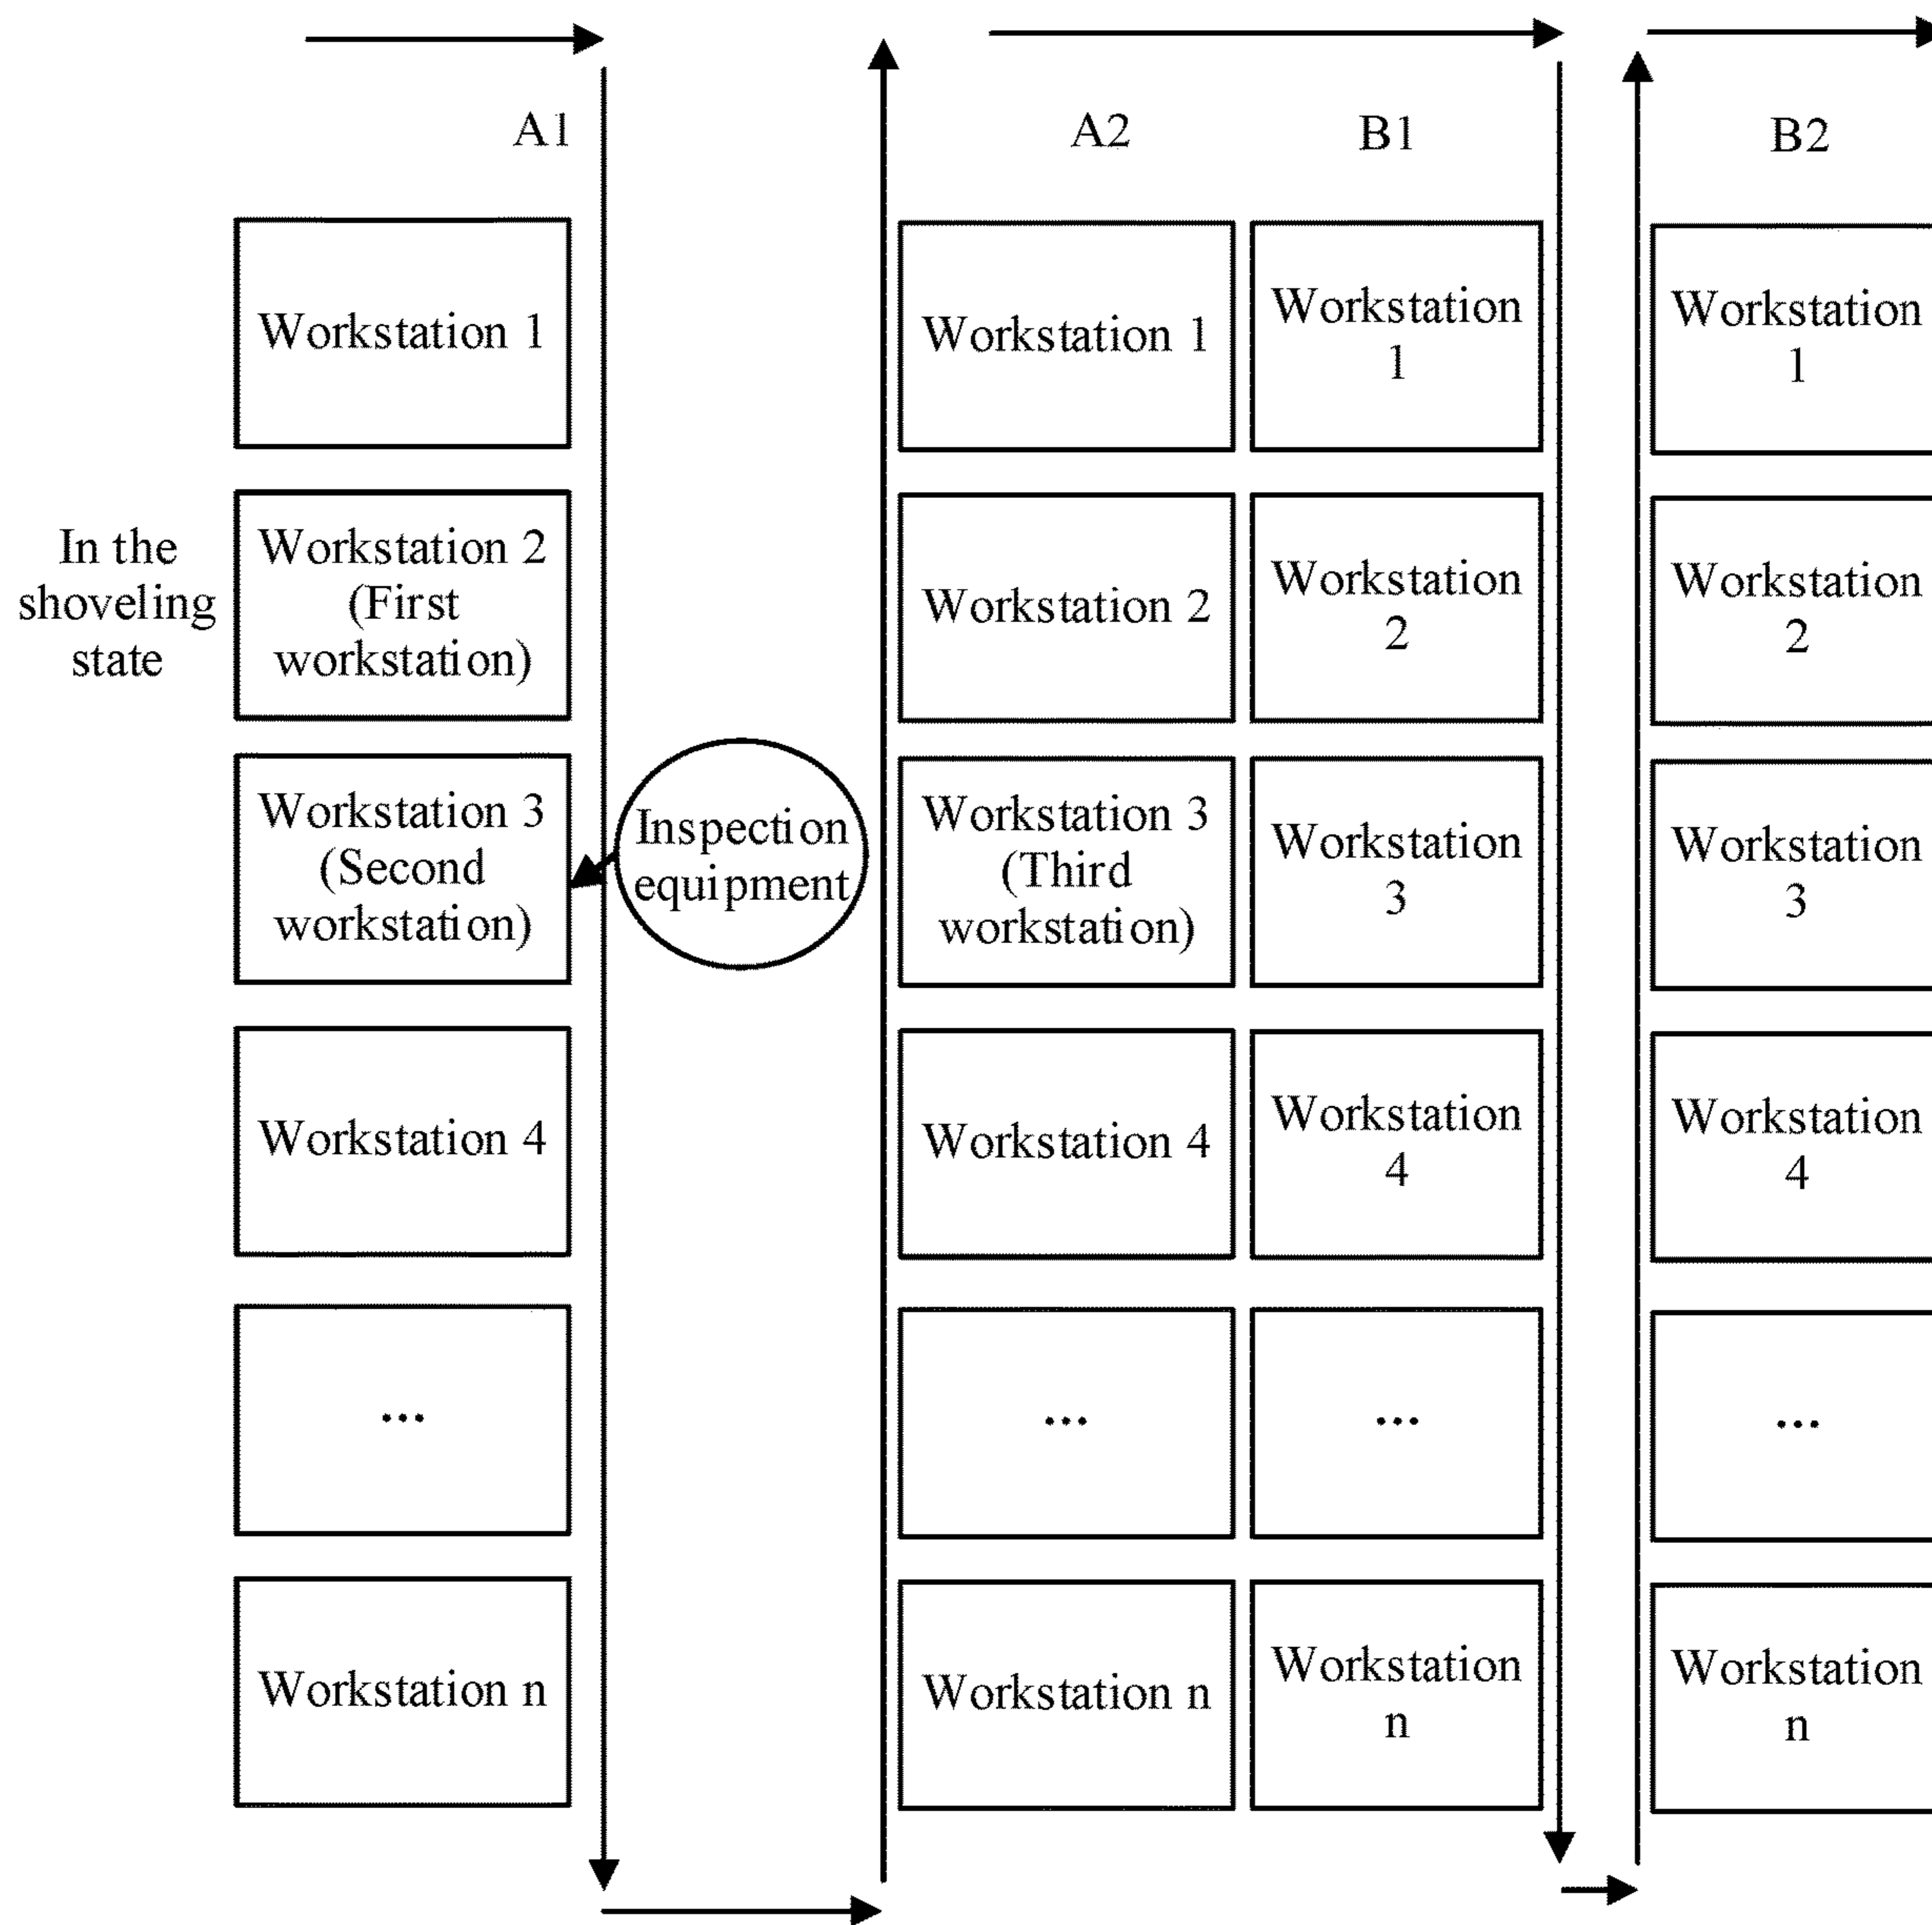 A1
A2
B1
B2
Workstation 1
Workstation 1
Workstation
1
Workstation
1
In the
shoveling
state
Workstation 2
(First
workstation)
Workstation 2
Workstation
2
Workstation
2
Workstation 3
(Second
workstation)
Inspection
equipment
Workstation 3
(Third
workstation)
Workstation
3
Workstation
3
Workstation 4
Workstation 4
Workstation
4
Workstation
4
...
...
...
...
Workstation n
Workstation n
Workstation
n
Workstation
n